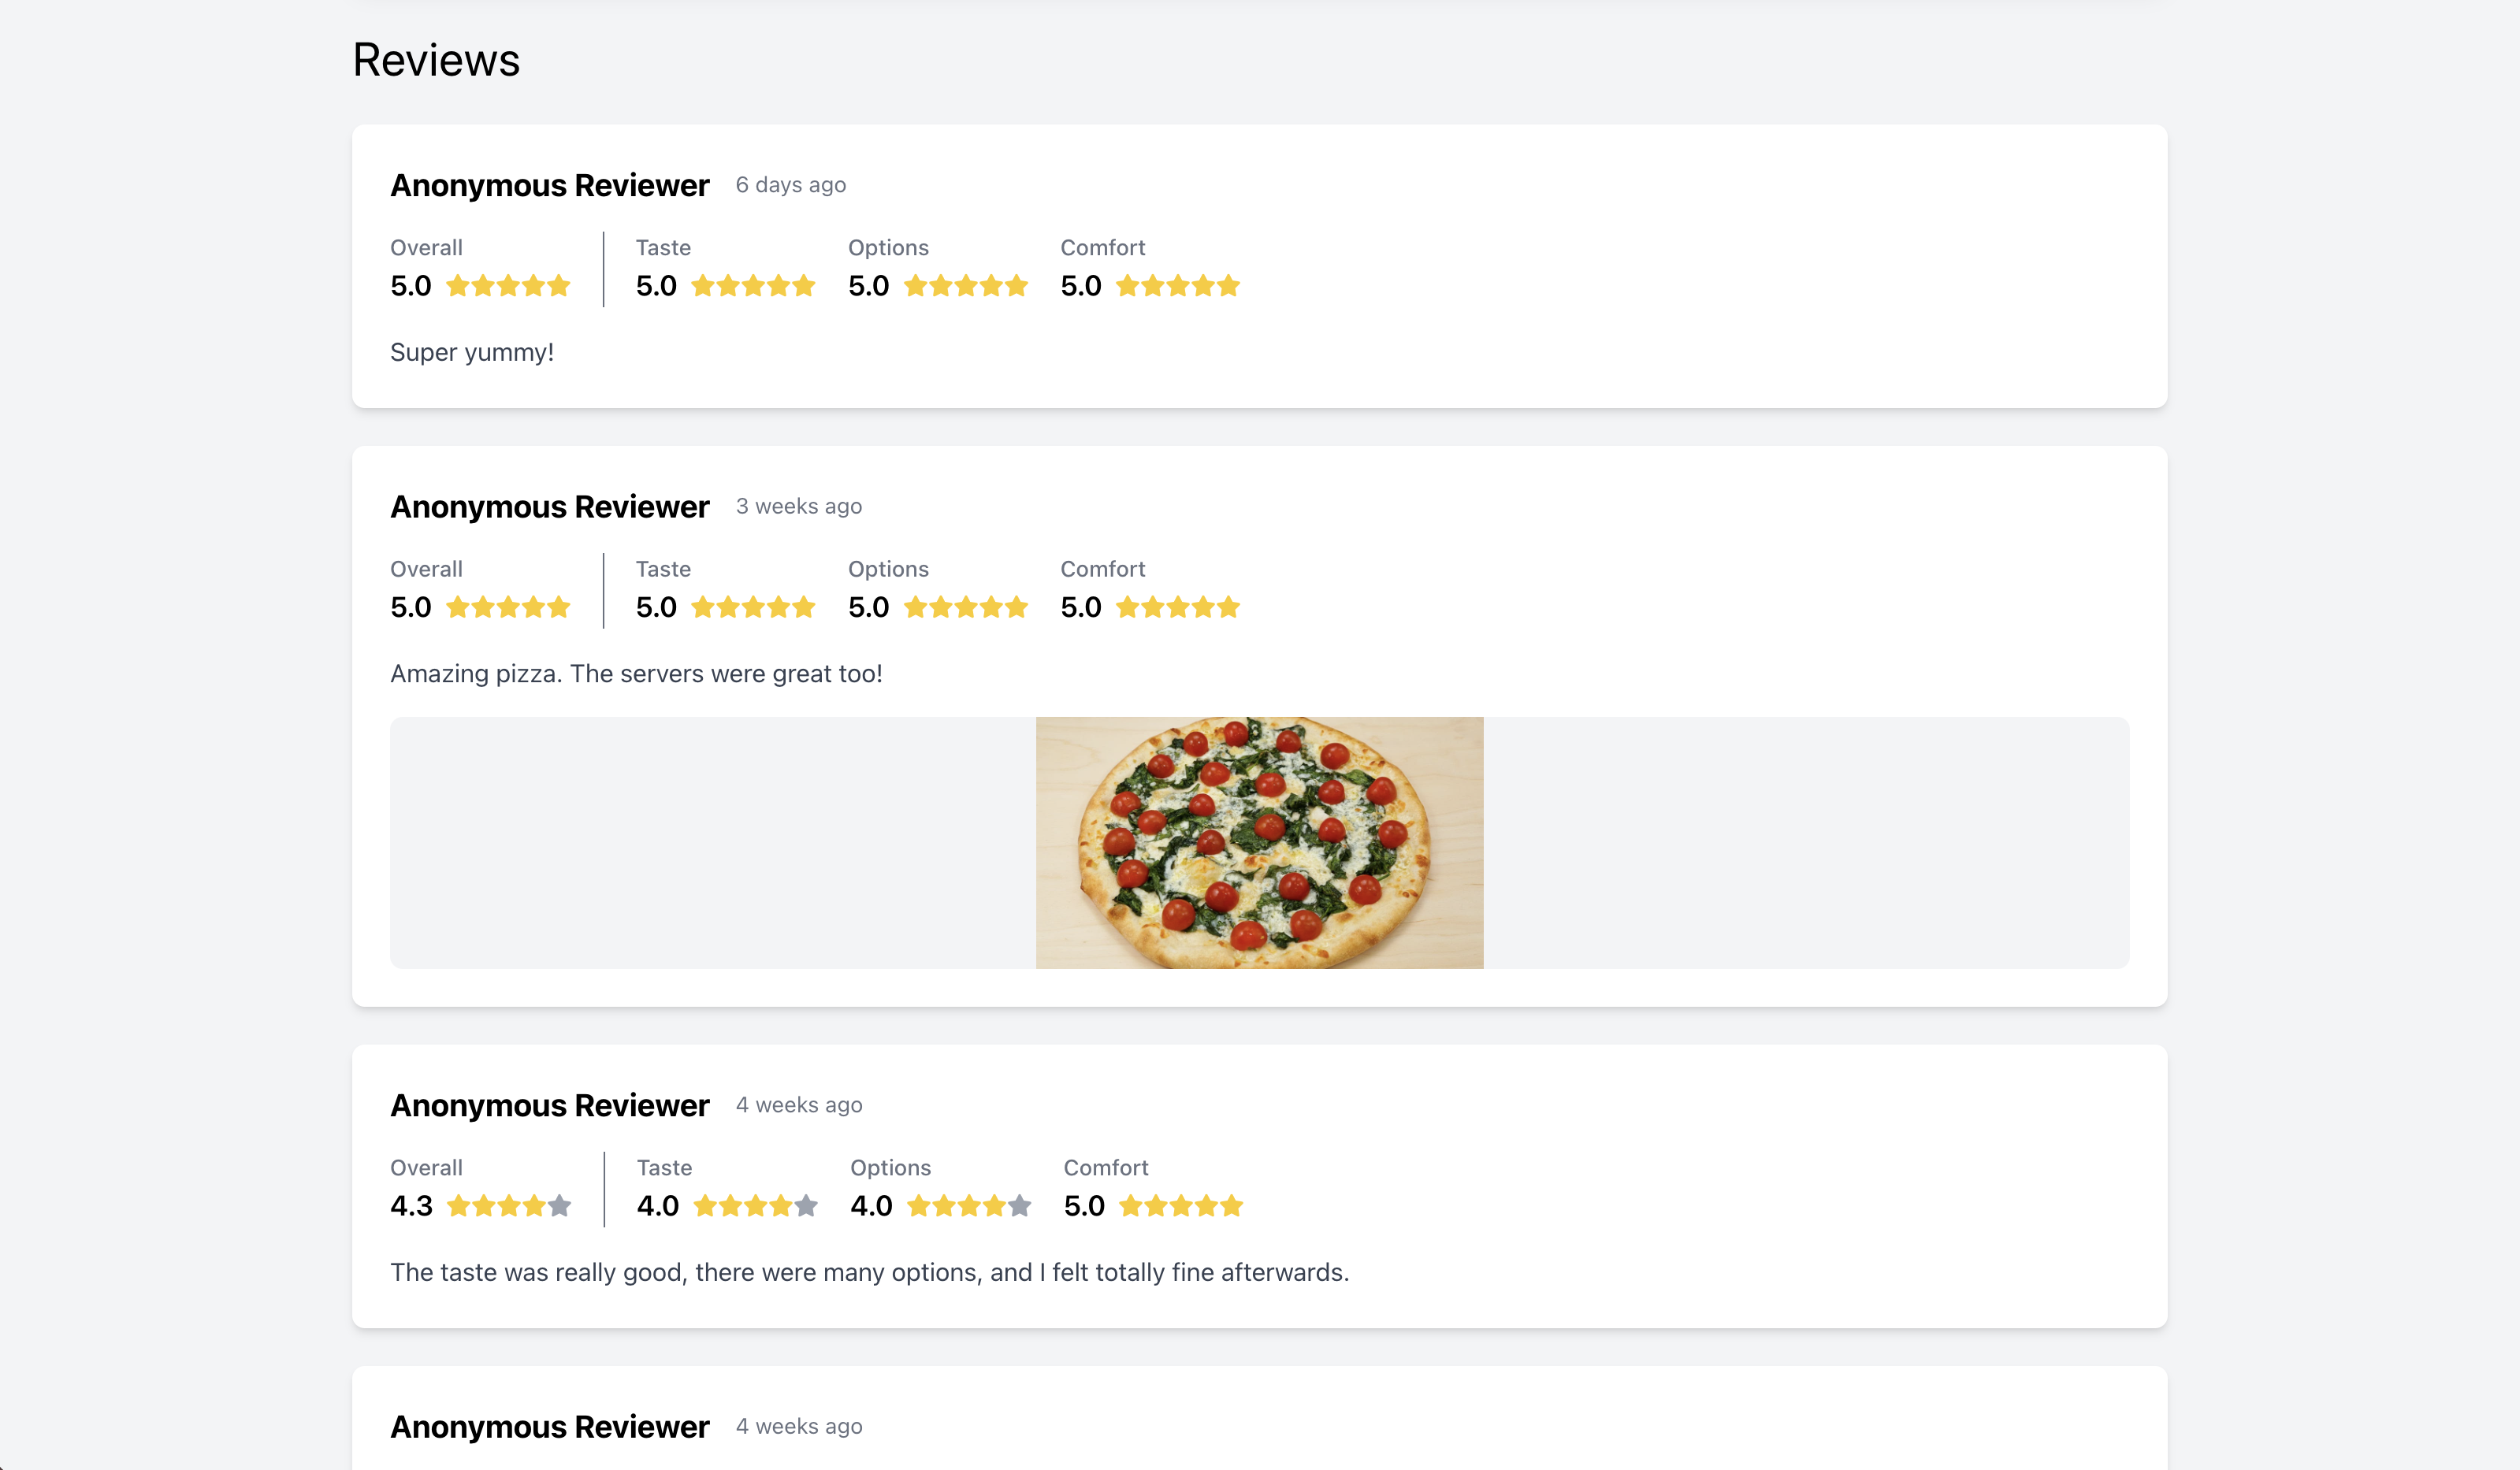 Reviews
Anonymous Reviewer 6 days ago
Overall Taste Options Comfort
5.0 5.0 5.0 5.0
Super yummy!
Anonymous Reviewer 3 weeks ago
Overall Taste Options Comfort
5.0 5.0 5.0 5.0
Amazing pizza. The servers were great too!
Anonymous Reviewer 4 weeks ago
Overall Taste Options Comfort
4.3 4.0 4.0 5.0
The taste was really good, there were many options, and I felt totally fine afterwards.
Anonymous Reviewer 4 weeks ago